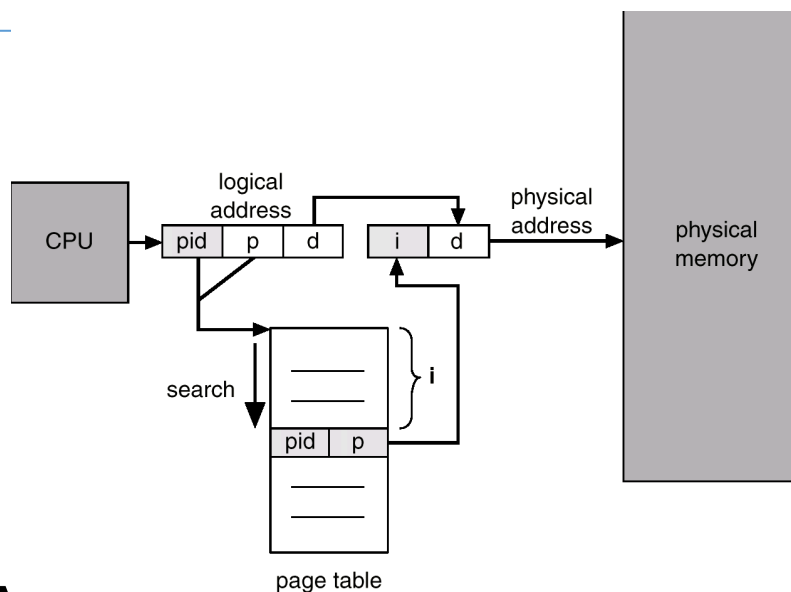 logical
address
physical
address
CPU
pid
p
d
i
d
physical
memory
search
i
pid
p
page table